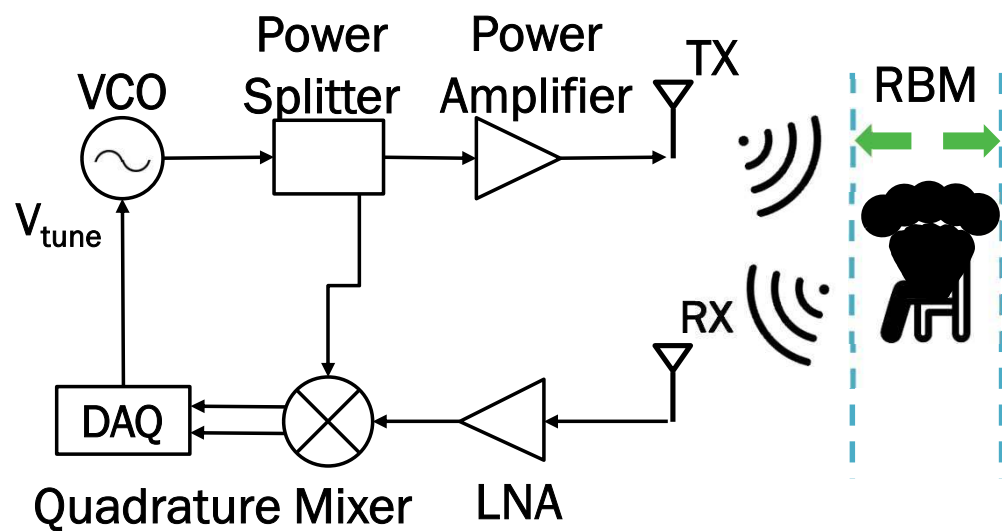 Power
Splitter
Power
Amplifier
TX
RBM
VCO
V_tune
RX
DAQ
Quadrature Mixer
LNA